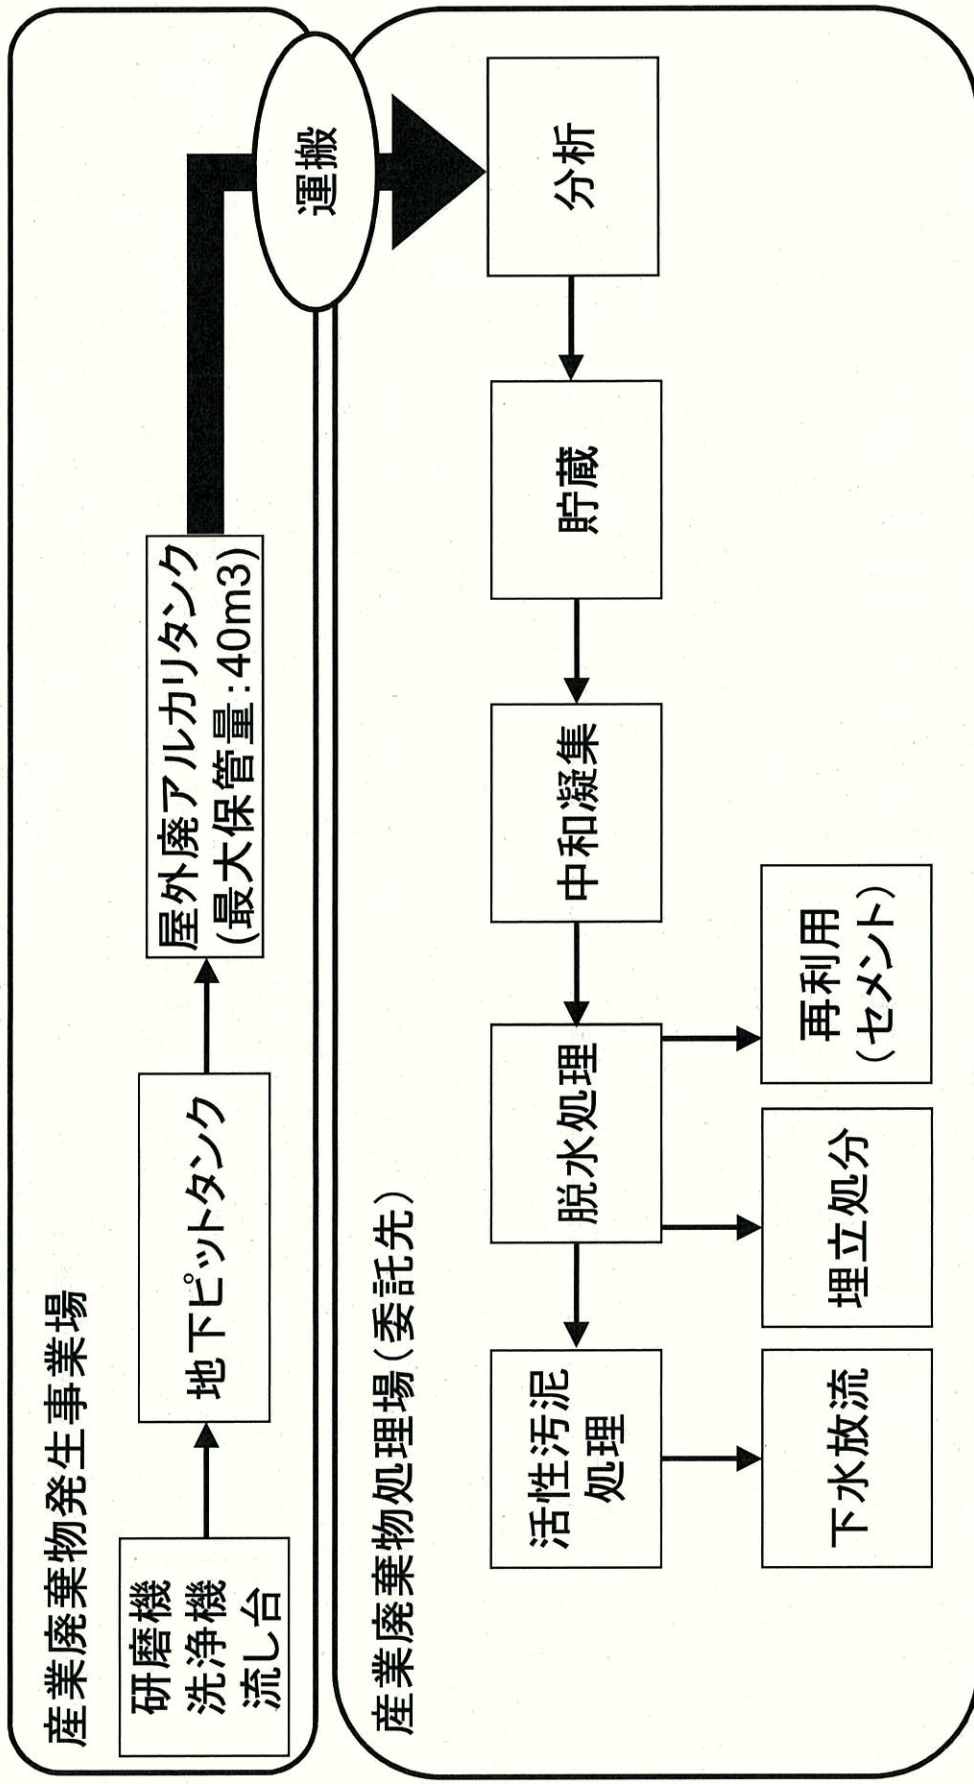 産業廃棄物発生事業場
研磨機
洗浄機
流し台
地下ピットタンク
屋外廃アルカリタンク
(最大保管量:40m3)
運搬
産業廃棄物処理場(委託先)
分析
貯蔵
中和凝集
脱水処理
活性汚泥
処理
再利用
(セメント)
埋立処分
下水放流